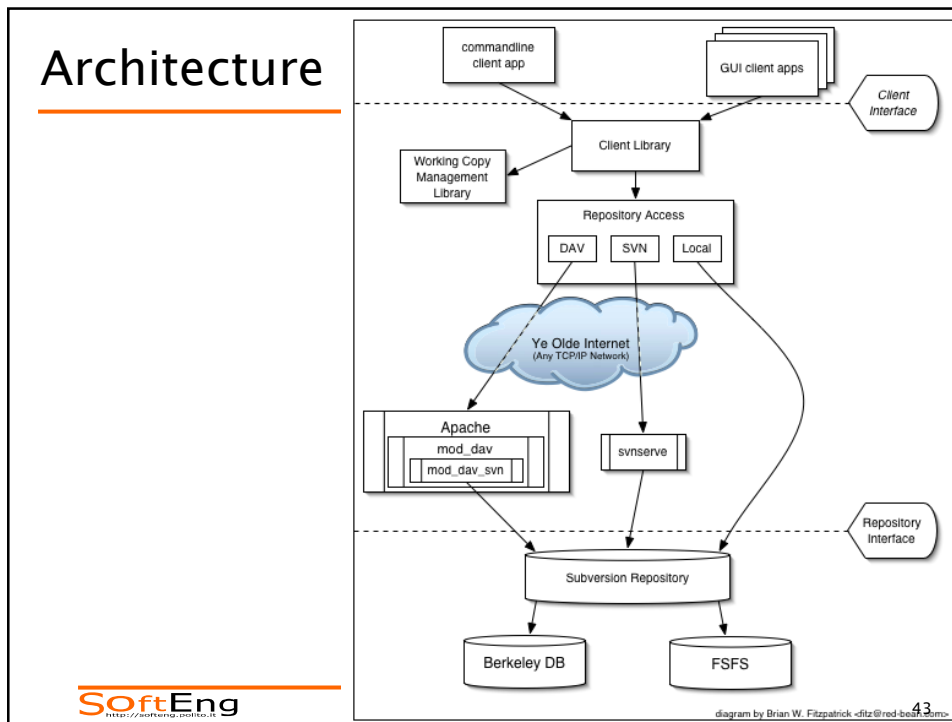 Architecture
commandline
client app
GUI client apps
Client
Interface
Client Library
Working Copy
Management
Library
Repository Access
DAV
SVN
Local
Ye Olde Internet
(Any TCP/IP Network)
Apache
mod_dav
mod_dav_svn
svnserve
Repository
Interface
Subversion Repository
Berkeley DB
FSFS
SoftEng
http://softeng.polito.it
43
diagram by Brian W. Fitzpatrick <fitz@red-bean.com>